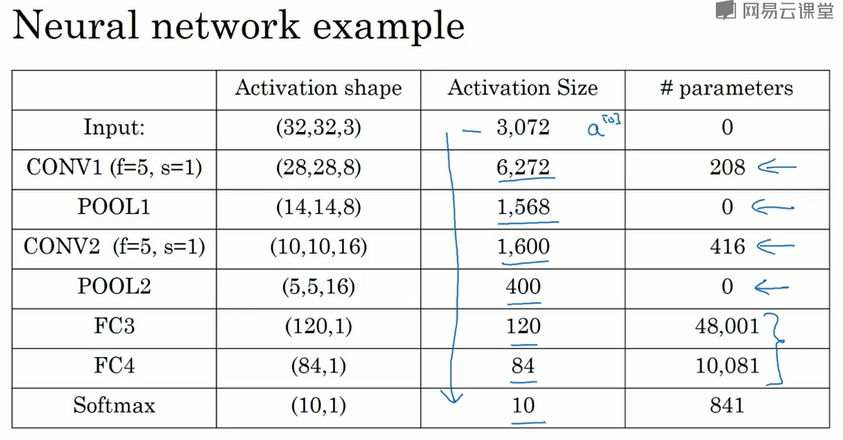 网易云课堂
Neural network example
Activation shape Activation Size # parameters
Input: (32,32,3) 3,072 a[0] 0
CONV1 (f=5, s=1) (28,28,8) 6,272 208
POOL1 (14,14,8) 1,568 0
CONV2 (f=5, s=1) (10,10,16) 1,600 416
POOL2 (5,5,16) 400 0
FC3 (120,1) 120 48,001
FC4 (84,1) 84 10,081
Softmax (10,1) 10 841